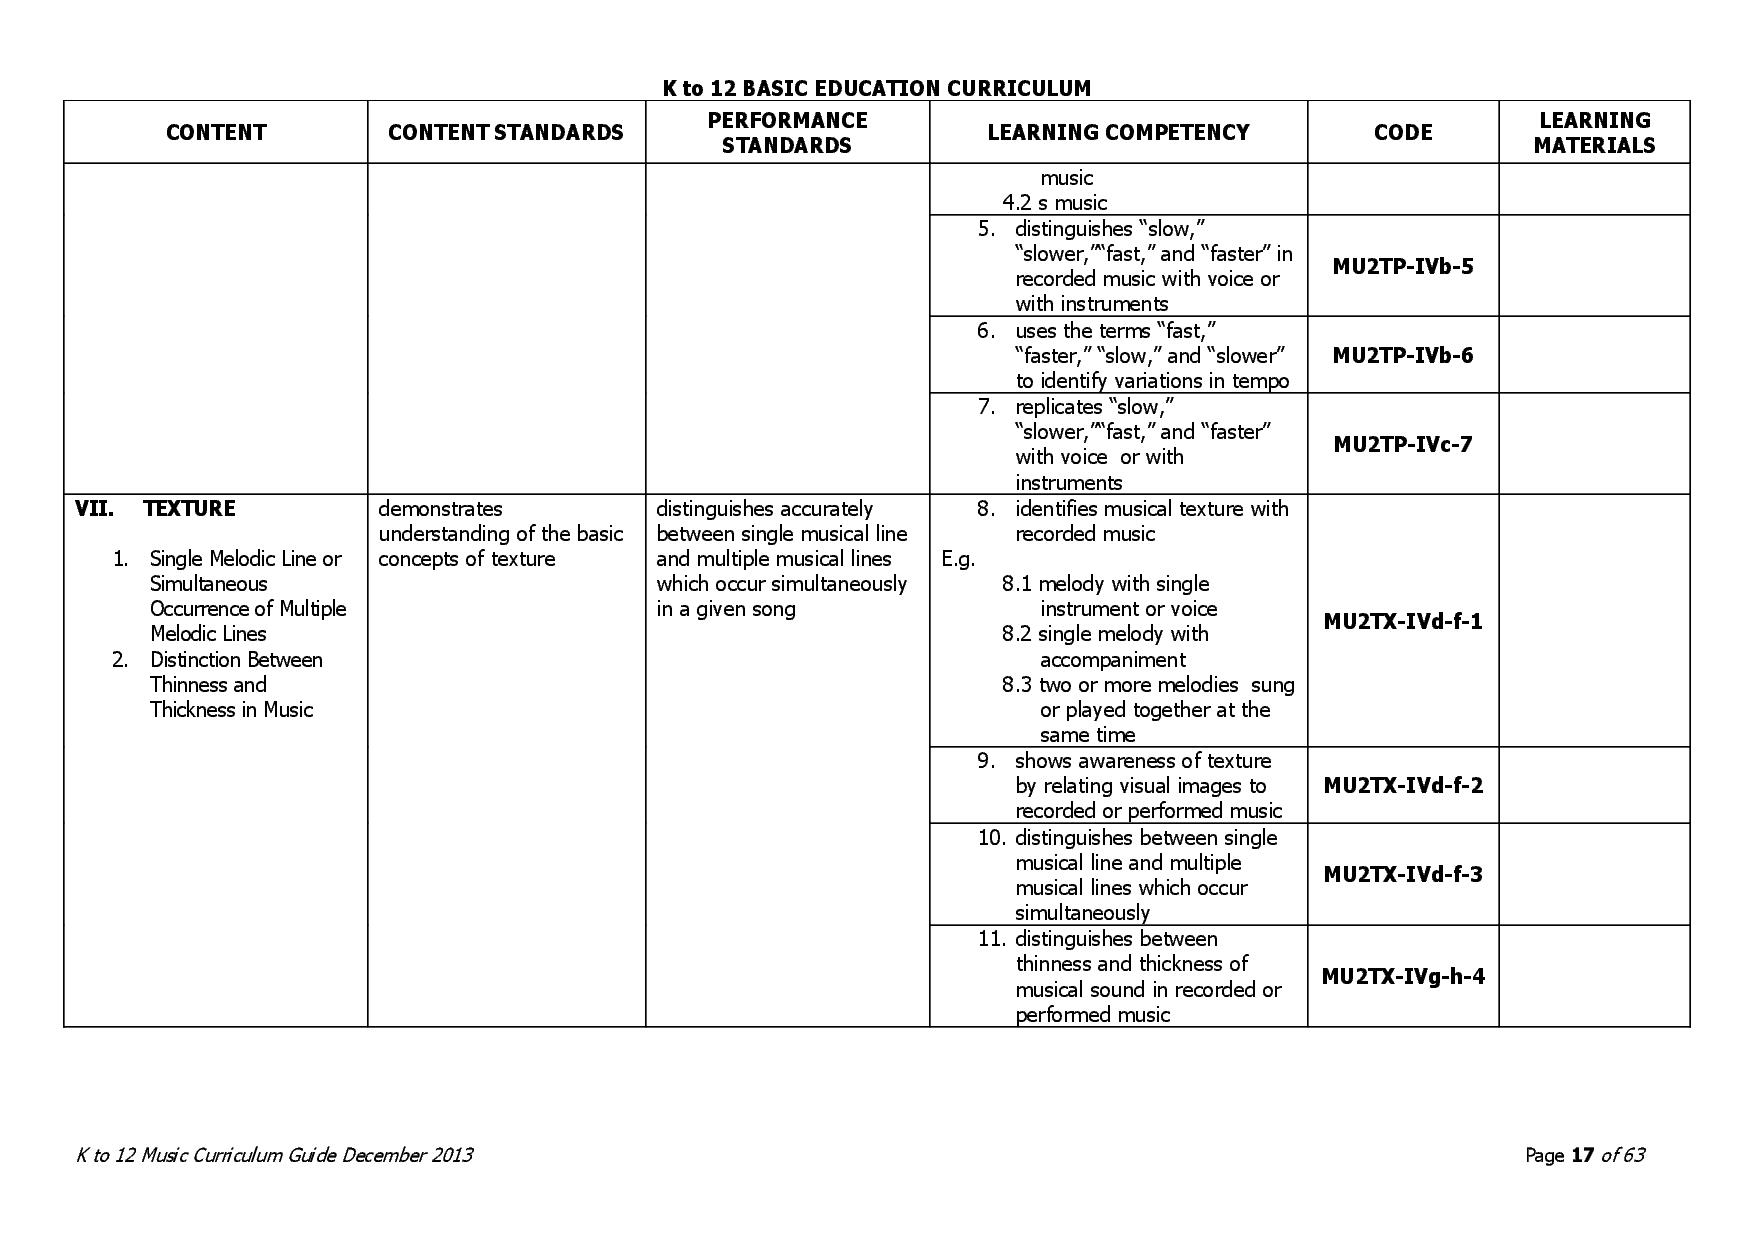 K to 12 BASIC EDUCATION CURRICULUM
CONTENT
CONTENT STANDARDS
PERFORMANCE
STANDARDS
LEARNING COMPETENCY
CODE
LEARNING
MATERIALS
music
4.2 s music
5. distinguishes “slow,”
“slower,”“fast,” and “faster” in
recorded music with voice or
with instruments
MU2TP-IVb-5
6. uses the terms “fast,”
“faster,” “slow,” and “slower”
to identify variations in tempo
MU2TP-IVb-6
7. replicates “slow,”
“slower,”“fast,” and “faster”
with voice or with
instruments
MU2TP-IVc-7
VII. TEXTURE
1. Single Melodic Line or
Simultaneous
Occurrence of Multiple
Melodic Lines
2. Distinction Between
Thinness and
Thickness in Music
demonstrates
understanding of the basic
concepts of texture
distinguishes accurately
between single musical line
and multiple musical lines
which occur simultaneously
in a given song
8. identifies musical texture with
recorded music
E.g.
8.1 melody with single
instrument or voice
8.2 single melody with
accompaniment
8.3 two or more melodies sung
or played together at the
same time
MU2TX-IVd-f-1
9. shows awareness of texture
by relating visual images to
recorded or performed music
MU2TX-IVd-f-2
10. distinguishes between single
musical line and multiple
musical lines which occur
simultaneously
MU2TX-IVd-f-3
11. distinguishes between
thinness and thickness of
musical sound in recorded or
performed music
MU2TX-IVg-h-4
K to 12 Music Curriculum Guide December 2013
Page 17 of 63